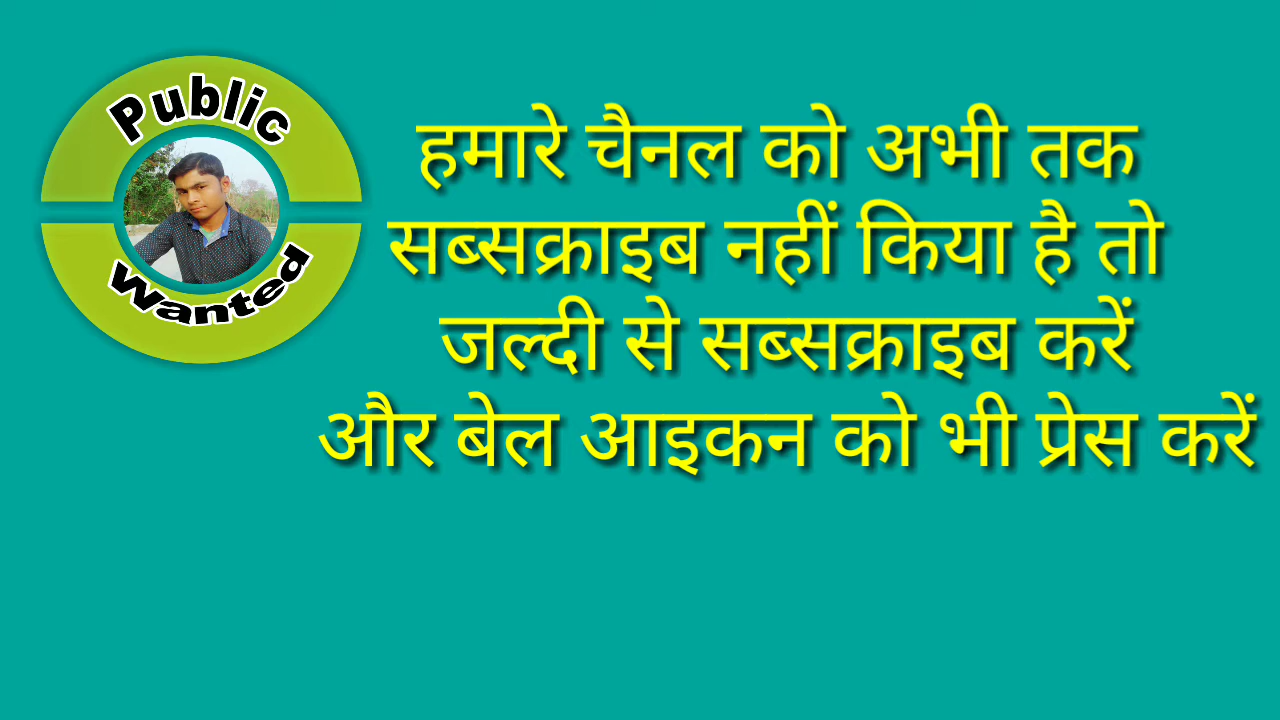 Public
Wanted
हमारे चैनल को अभी तक
सब्सक्राइब नहीं किया है तो
जल्दी से सब्सक्राइब करें
और बेल आइकन को भी प्रेस करें